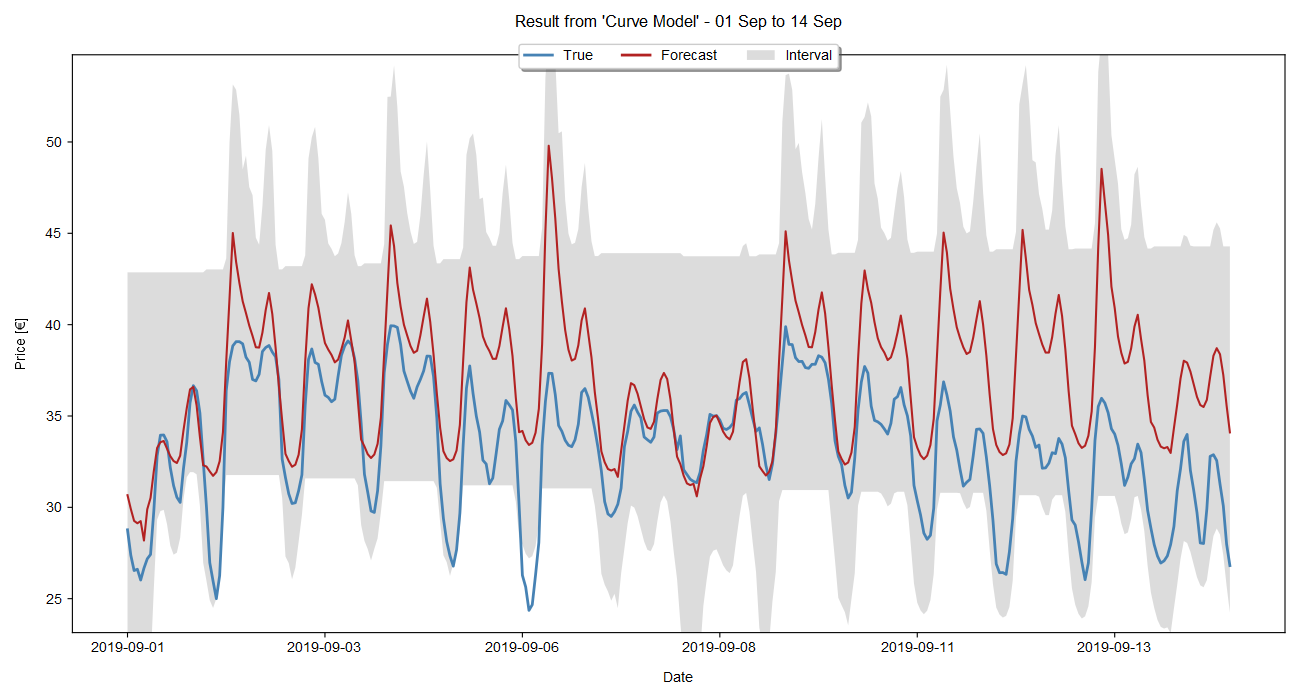 Result from 'Curve Model' - 01 Sep to 14 Sep
True Forecast Interval
Price [€]
50
45
40
35
30
25
2019-09-01 2019-09-03 2019-09-06 2019-09-08 2019-09-11 2019-09-13
Date